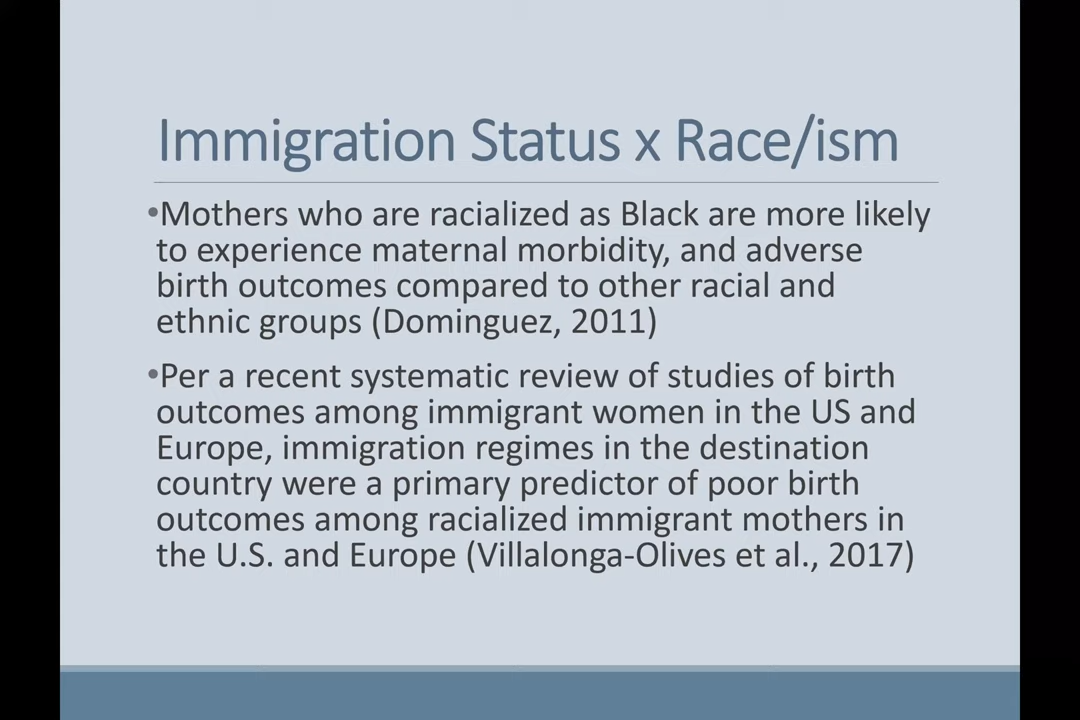 Immigration Status x Race/ism
•Mothers who are racialized as Black are more likely
to experience maternal morbidity, and adverse
birth outcomes compared to other racial and
ethnic groups (Dominguez, 2011)
•Per a recent systematic review of studies of birth
outcomes among immigrant women in the US and
Europe, immigration regimes in the destination
country were a primary predictor of poor birth
outcomes among racialized immigrant mothers in
the U.S. and Europe (Villalonga-Olives et al., 2017)